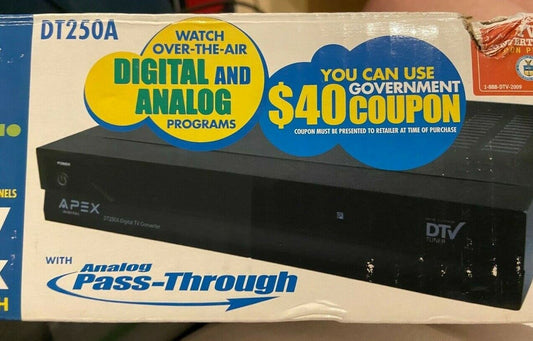 DT250A
WATCH
OVER-THE-AIR
DIGITAL AND
ANALOG
PROGRAMS
YOU CAN USE
$40 GOVERNMENT
COUPON
COUPON MUST BE PRESENTED TO RETAILER AT TIME OF PURCHASE
1-888-DTV-2009
POWER
APEX
DT250A Digital TV Converter
DTV
TUNER
WITH Analog
Pass-Through